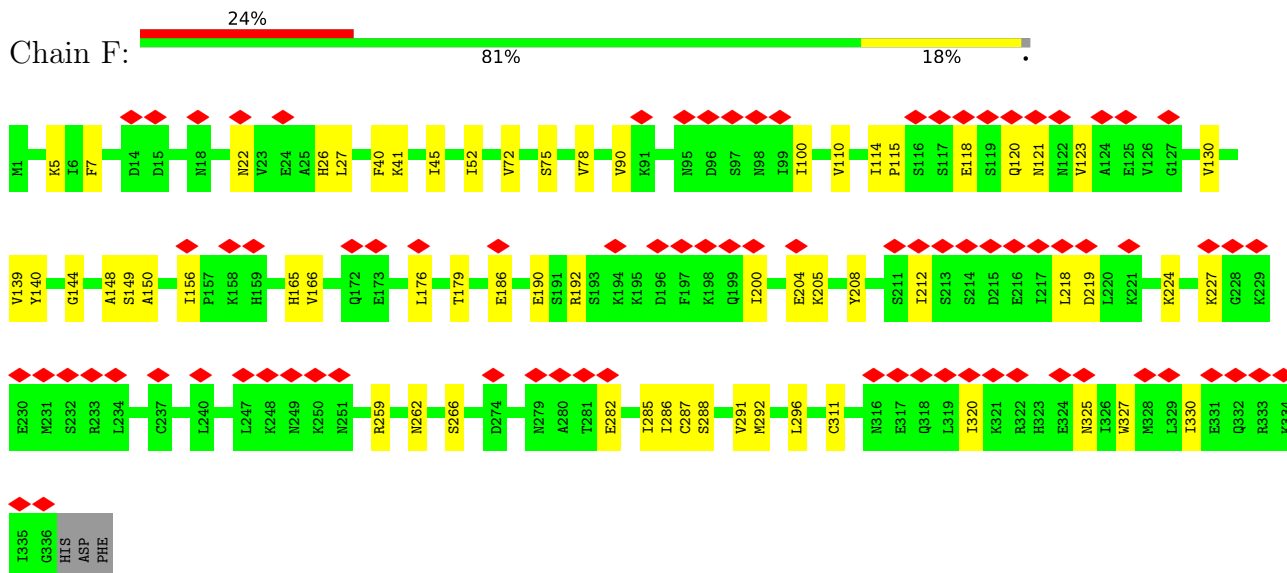 24%
Chain F:
81% 18% •
M1 K5 I6 F7 D14 D15 N18 N22 V23 E24 A25 H26 L27 F40 K41 I45 I52 V72 S75 V78 V90 K91 N95 D96 S97 N98 I99 I100 V110 I114 P115 S116 S117 E118 S119 Q120 N121 N122 V123 A124 E125 V126 G127 V130
V139 Y140 G144 A148 S149 A150 I156 P157 K158 H159 H165 V166 Q172 E173 L176 T179 E186 E190 S191 R192 S193 K194 K195 D196 F197 K198 Q199 I200 E204 K205 Y208 S211 I212 S213 S214 D215 E216 I217 L218 D219 L220 K221 K224 K227 G228 K229
E230 M231 S232 R233 L234 C237 L240 L247 K248 N249 K250 N251 R259 N262 S266 D274 N279 A280 T281 E282 I285 I286 C287 S288 V291 M292 L296 C311 N316 E317 Q318 L319 I320 K321 R322 H323 E324 N325 I326 W327 M328 L329 I330 E331 Q332 R333 K334
I335 G336 HIS ASP PHE